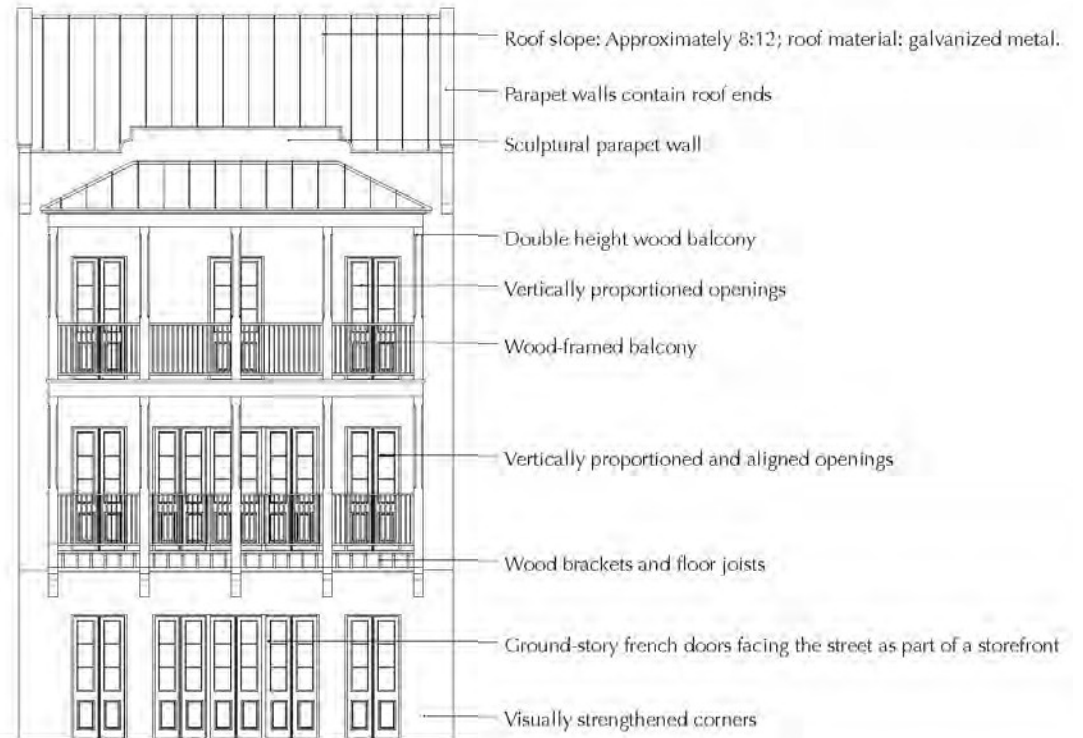 Roof slope: Approximately 8:12; roof material: galvanized metal.
Parapet walls contain roof ends
Sculptural parapet wall
Double height wood balcony
Vertically proportioned openings
Wood-framed balcony
Vertically proportioned and aligned openings
Wood brackets and floor joists
Ground-story french doors facing the street as part of a storefront
Visually strengthened corners